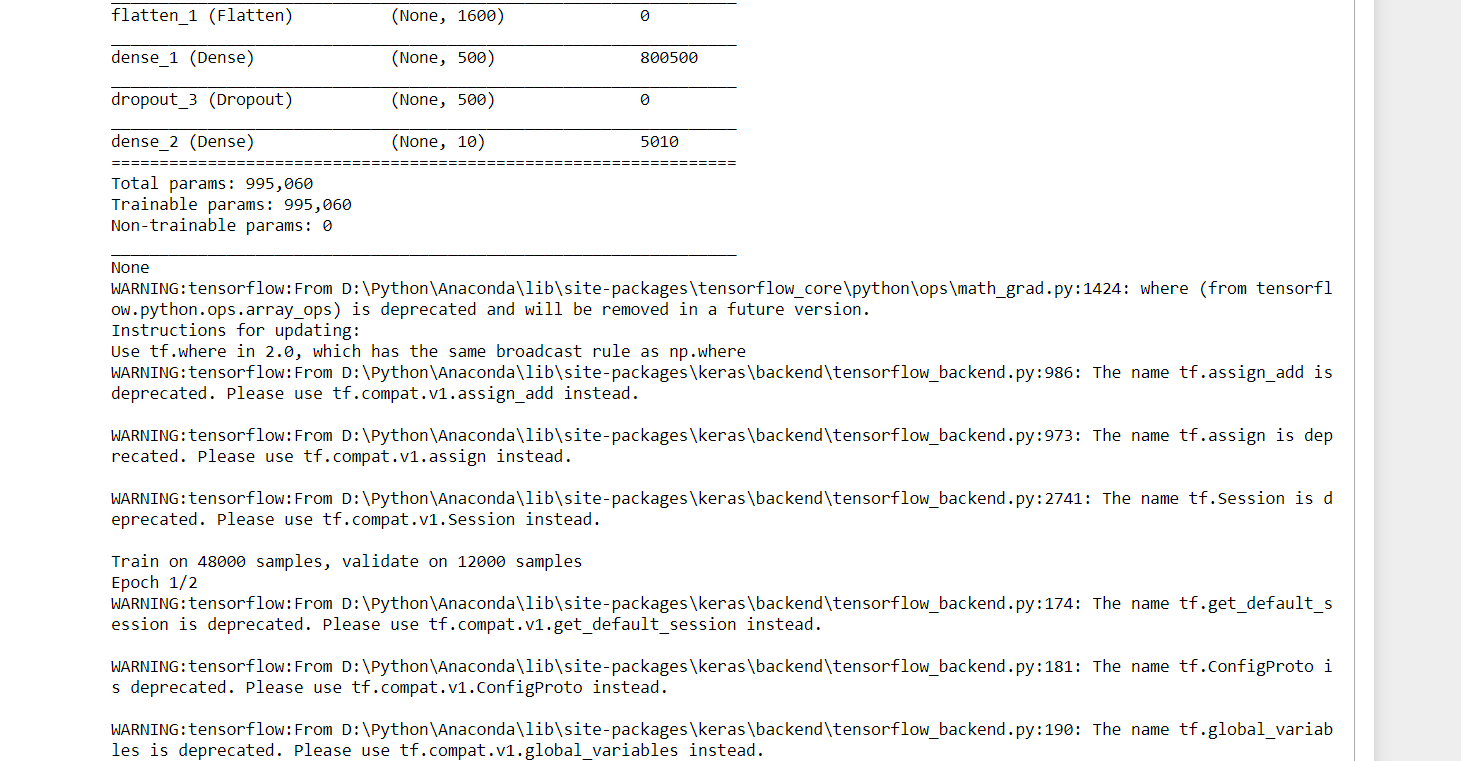 flatten_1 (Flatten) (None, 1600) 0
_________________________________________________________________
dense_1 (Dense) (None, 500) 800500
_________________________________________________________________
dropout_3 (Dropout) (None, 500) 0
_________________________________________________________________
dense_2 (Dense) (None, 10) 5010
=================================================================
Total params: 995,060
Trainable params: 995,060
Non-trainable params: 0
_________________________________________________________________
None
WARNING:tensorflow:From D:\Python\Anaconda\lib\site-packages\tensorflow_core\python\ops\math_grad.py:1424: where (from tensorfl
ow.python.ops.array_ops) is deprecated and will be removed in a future version.
Instructions for updating:
Use tf.where in 2.0, which has the same broadcast rule as np.where
WARNING:tensorflow:From D:\Python\Anaconda\lib\site-packages\keras\backend\tensorflow_backend.py:986: The name tf.assign_add is
deprecated. Please use tf.compat.v1.assign_add instead.
WARNING:tensorflow:From D:\Python\Anaconda\lib\site-packages\keras\backend\tensorflow_backend.py:973: The name tf.assign is dep
recated. Please use tf.compat.v1.assign instead.
WARNING:tensorflow:From D:\Python\Anaconda\lib\site-packages\keras\backend\tensorflow_backend.py:2741: The name tf.Session is d
eprecated. Please use tf.compat.v1.Session instead.
Train on 48000 samples, validate on 12000 samples
Epoch 1/2
WARNING:tensorflow:From D:\Python\Anaconda\lib\site-packages\keras\backend\tensorflow_backend.py:174: The name tf.get_default_s
ession is deprecated. Please use tf.compat.v1.get_default_session instead.
WARNING:tensorflow:From D:\Python\Anaconda\lib\site-packages\keras\backend\tensorflow_backend.py:181: The name tf.ConfigProto i
s deprecated. Please use tf.compat.v1.ConfigProto instead.
WARNING:tensorflow:From D:\Python\Anaconda\lib\site-packages\keras\backend\tensorflow_backend.py:190: The name tf.global_variab
les is deprecated. Please use tf.compat.v1.global_variables instead.